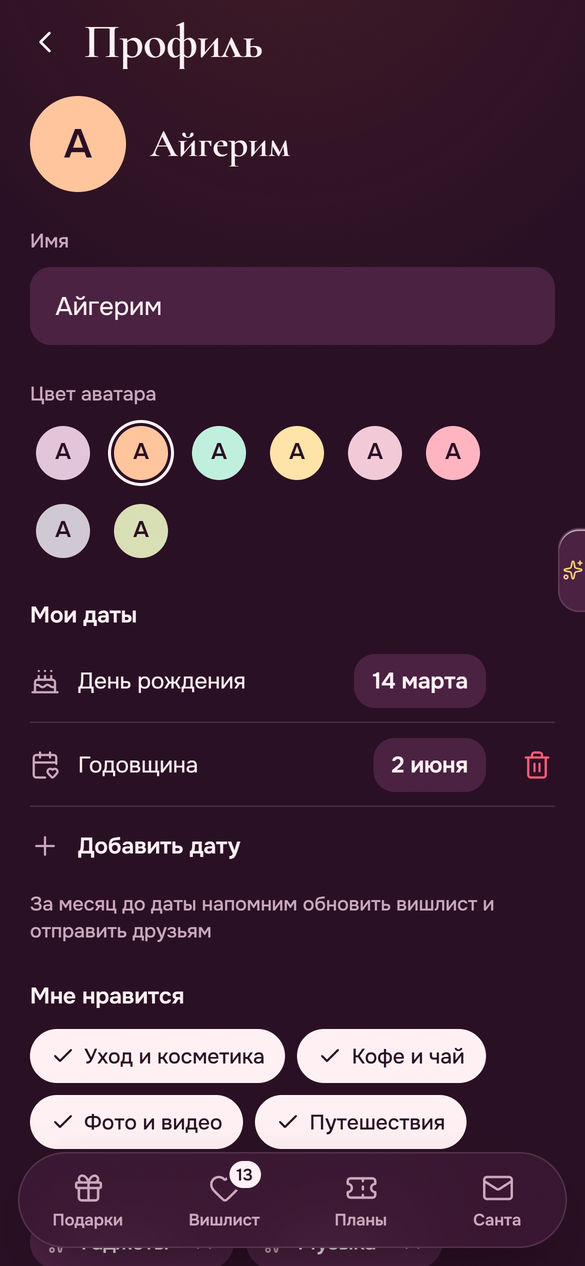 Профиль
А
Айгерим
Имя
Айгерим
Цвет аватара
А А А А А А
А А
Мои даты
День рождения 14 марта
Годовщина 2 июня
Добавить дату
За месяц до даты напомним обновить вишлист и
отправить друзьям
Мне нравится
Уход и косметика Кофе и чай
Фото и видео Путешествия
13
Подарки Вишлист Планы Санта